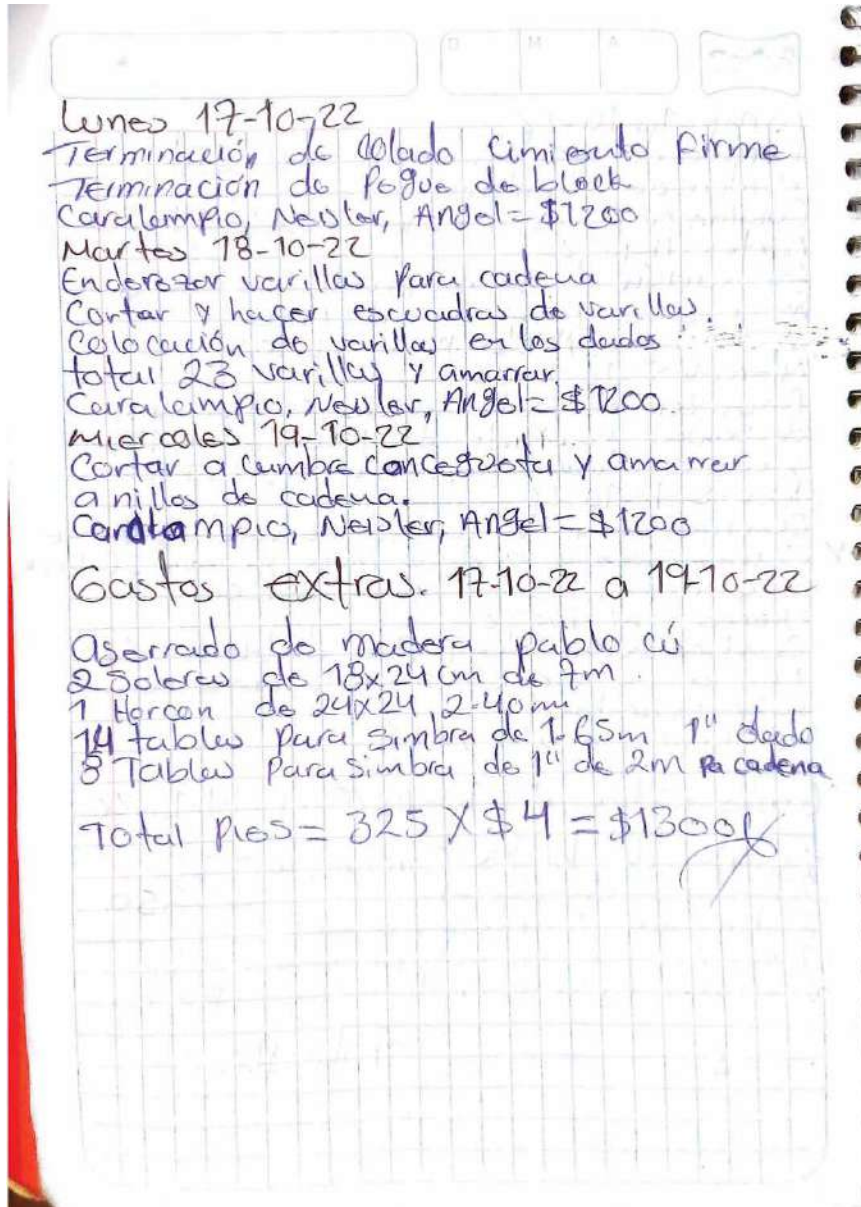 D M A
Lunes 17-10-22
Terminación de Colado Cimiento Firme
Terminación de Pegue de block
Caralampio, Neisler, Angel = $1200
Martes 18-10-22
Enderezar varillas Para cadena
Cortar y hacer escuadras de varillas.
Colocación de varillas en los dados
total 23 varillas y amarrar.
Caralampio, Neisler, Angel = $1200
Miercoles 19-10-22
Cortar a cumbre y amarrar
anillos de cadena.
Caralampio, Neisler, Angel = $1200
Gastos extras. 17-10-22 a 19-10-22
aserrado de madera pablo cú
2 Soleras de 18x24 cm de 7m.
1 Horcon de 24x24 2.40m
14 tablas Para simbra de 1.65m 1" dado
8 Tablas Para simbra de 1" de 2m Pa cadena
Total Pies = 325 X $4 = $1300